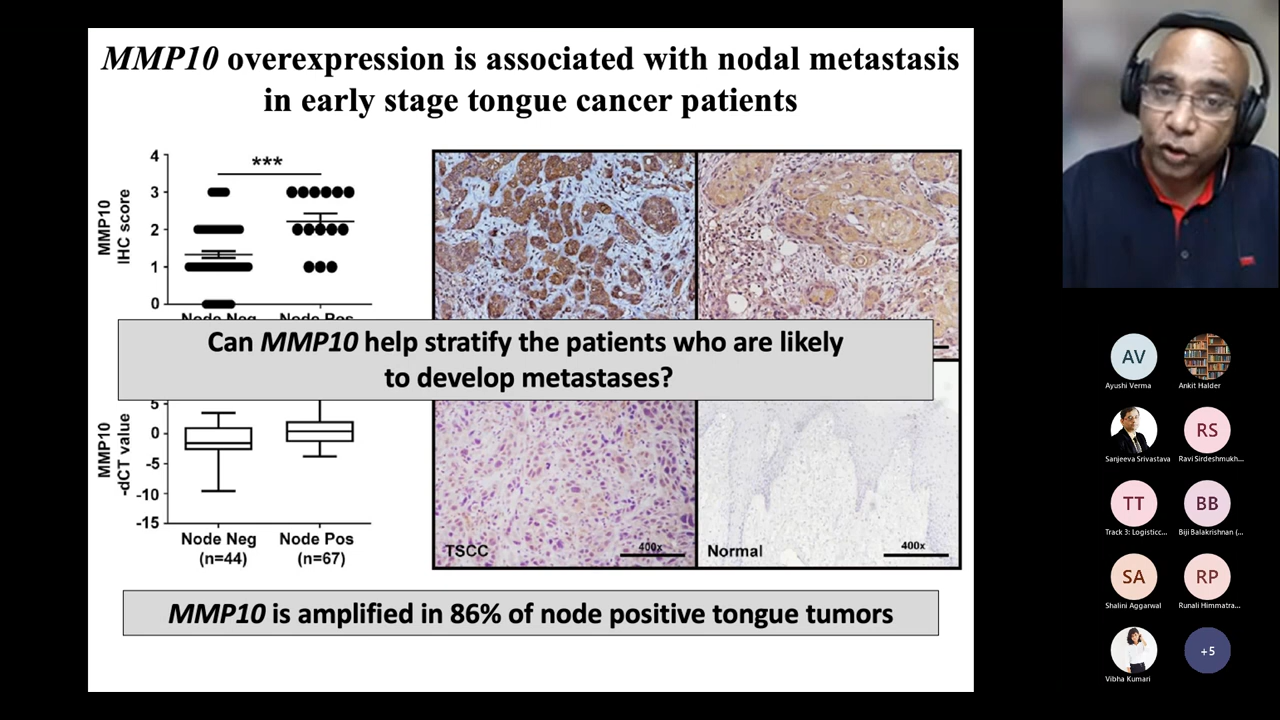 MMP10 overexpression is associated with nodal metastasis
in early stage tongue cancer patients
MMP10
IHC score
4
3
2
1
0
***
Node Neg
Node Pos
Can MMP10 help stratify the patients who are likely
to develop metastases?
MMP10
-dCT value
5
0
-5
-10
-15
Node Neg
(n=44)
Node Pos
(n=67)
TSCC
400x
Normal
400x
MMP10 is amplified in 86% of node positive tongue tumors
AV
Ayushi Verma
Ankit Halder
Sanjeeva Srivastava
RS
Ravi Sirdeshmukh...
TT
Track 3: Logisticc...
BB
Biji Balakrishnan (...
SA
Shalini Aggarwal
RP
Runali Himmatra...
Vibha Kumari
+5